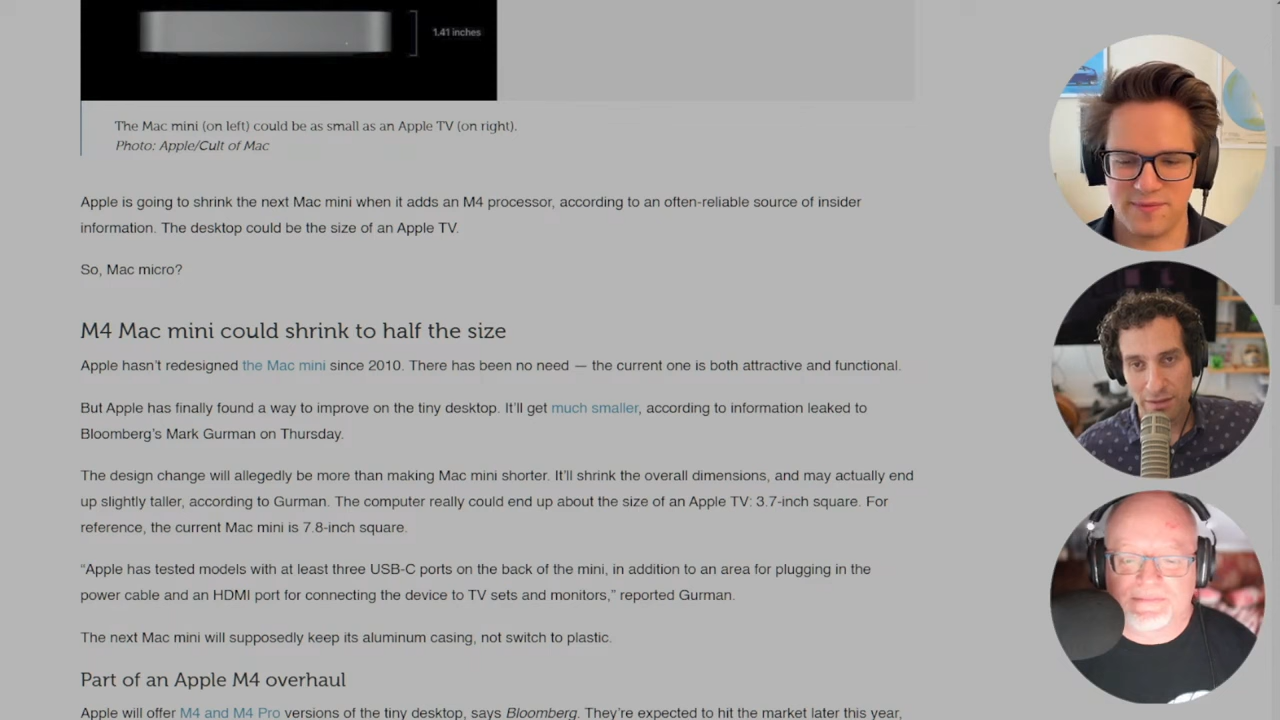 1.41 inches
The Mac mini (on left) could be as small as an Apple TV (on right).
Photo: Apple/Cult of Mac
Apple is going to shrink the next Mac mini when it adds an M4 processor, according to an often-reliable source of insider
information. The desktop could be the size of an Apple TV.
So, Mac micro?
M4 Mac mini could shrink to half the size
Apple hasn't redesigned the Mac mini since 2010. There has been no need — the current one is both attractive and functional.
But Apple has finally found a way to improve on the tiny desktop. It'll get much smaller, according to information leaked to
Bloomberg's Mark Gurman on Thursday.
The design change will allegedly be more than making Mac mini shorter. It'll shrink the overall dimensions, and may actually end
up slightly taller, according to Gurman. The computer really could end up about the size of an Apple TV: 3.7-inch square. For
reference, the current Mac mini is 7.8-inch square.
“Apple has tested models with at least three USB-C ports on the back of the mini, in addition to an area for plugging in the
power cable and an HDMI port for connecting the device to TV sets and monitors,” reported Gurman.
The next Mac mini will supposedly keep its aluminum casing, not switch to plastic.
Part of an Apple M4 overhaul
Apple will offer M4 and M4 Pro versions of the tiny desktop, says Bloomberg. They're expected to hit the market later this year,